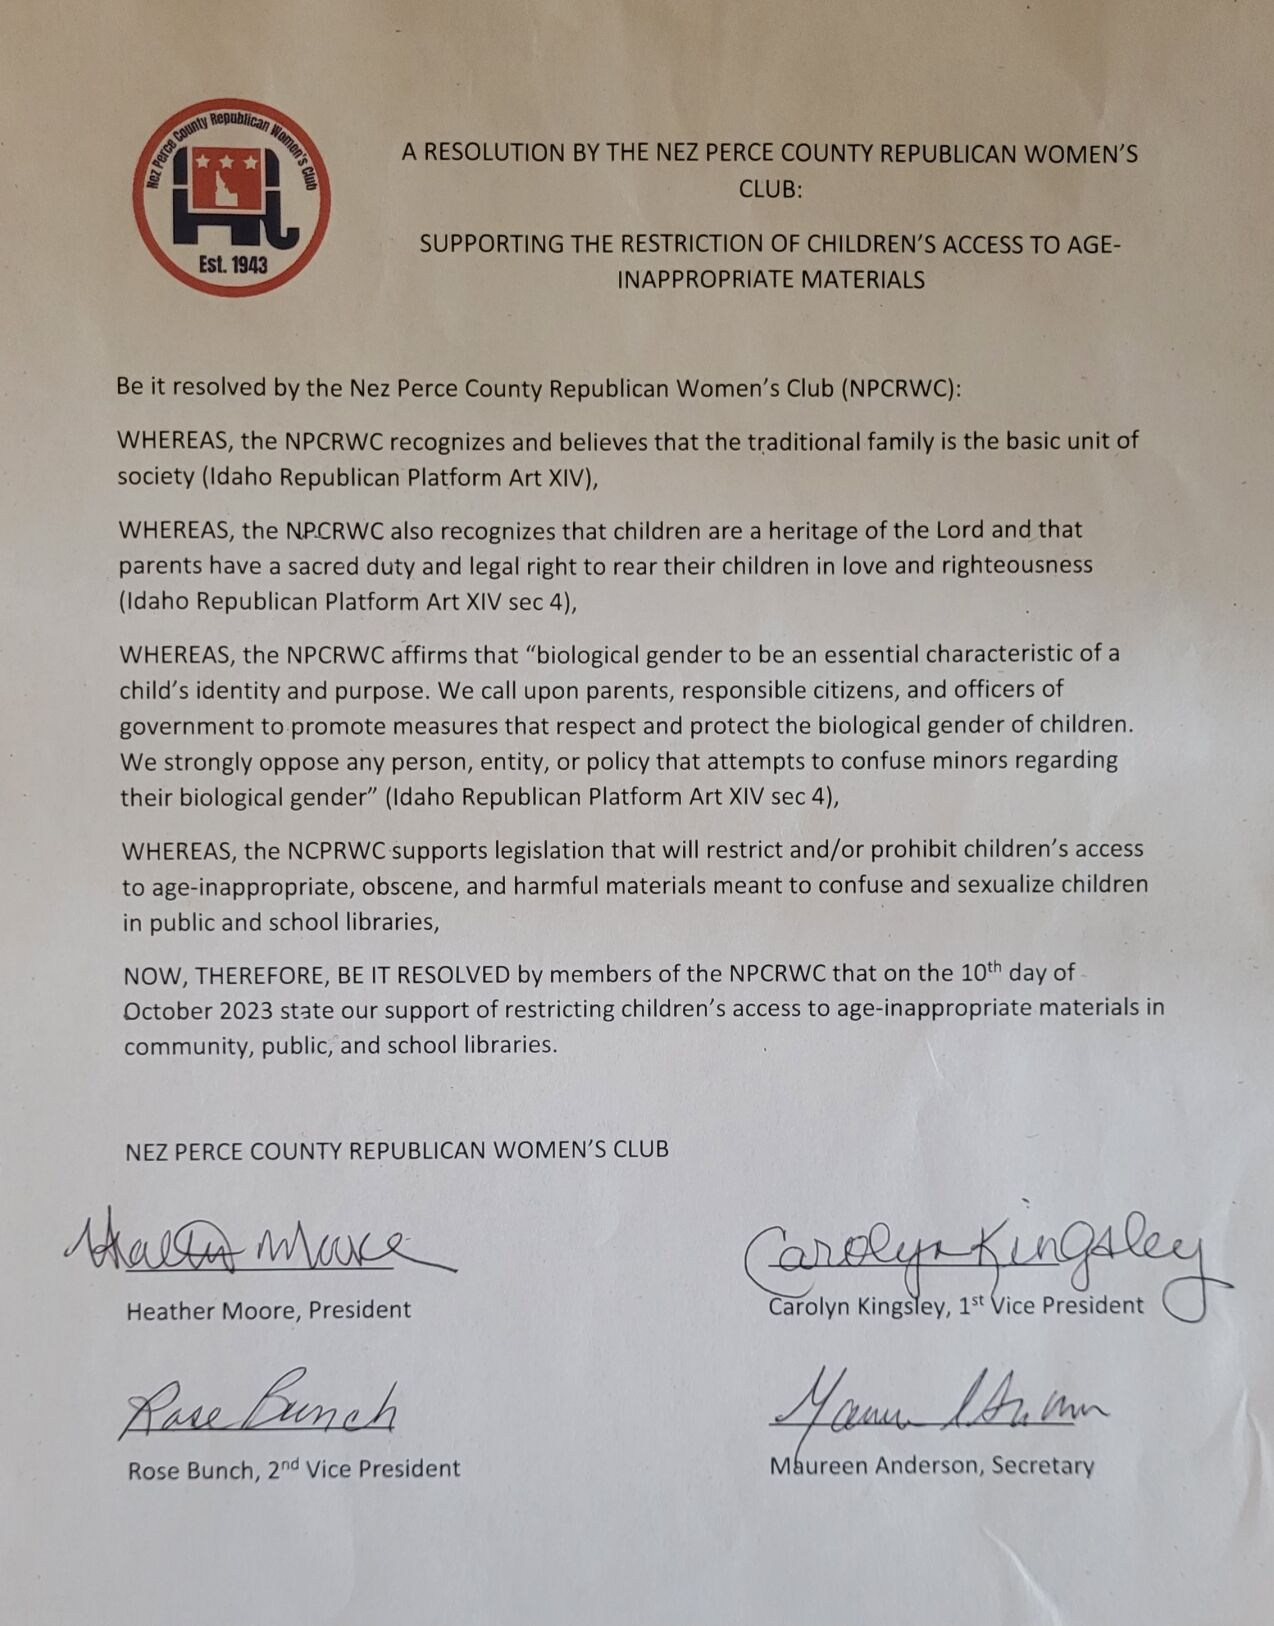 Nez Perce County Republican Women's Club
Est. 1943
A RESOLUTION BY THE NEZ PERCE COUNTY REPUBLICAN WOMEN'S
CLUB:
SUPPORTING THE RESTRICTION OF CHILDREN'S ACCESS TO AGE-
INAPPROPRIATE MATERIALS
Be it resolved by the Nez Perce County Republican Women's Club (NPCRWC):
WHEREAS, the NPCRWC recognizes and believes that the traditional family is the basic unit of
society (Idaho Republican Platform Art XIV),
WHEREAS, the NPCRWC also recognizes that children are a heritage of the Lord and that
parents have a sacred duty and legal right to rear their children in love and righteousness
(Idaho Republican Platform Art XIV sec 4),
WHEREAS, the NPCRWC affirms that “biological gender to be an essential characteristic of a
child's identity and purpose. We call upon parents, responsible citizens, and officers of
government to promote measures that respect and protect the biological gender of children.
We strongly oppose any person, entity, or policy that attempts to confuse minors regarding
their biological gender” (Idaho Republican Platform Art XIV sec 4),
WHEREAS, the NCPRWC supports legislation that will restrict and/or prohibit children's access
to age-inappropriate, obscene, and harmful materials meant to confuse and sexualize children
in public and school libraries,
NOW, THEREFORE, BE IT RESOLVED by members of the NPCRWC that on the 10th day of
October 2023 state our support of restricting children's access to age-inappropriate materials in
community, public, and school libraries.
NEZ PERCE COUNTY REPUBLICAN WOMEN'S CLUB
Heather Moore Carolyn Kingsley
Heather Moore, President Carolyn Kingsley, 1st Vice President
Rose Bunch
Rose Bunch, 2nd Vice President Maureen Anderson, Secretary